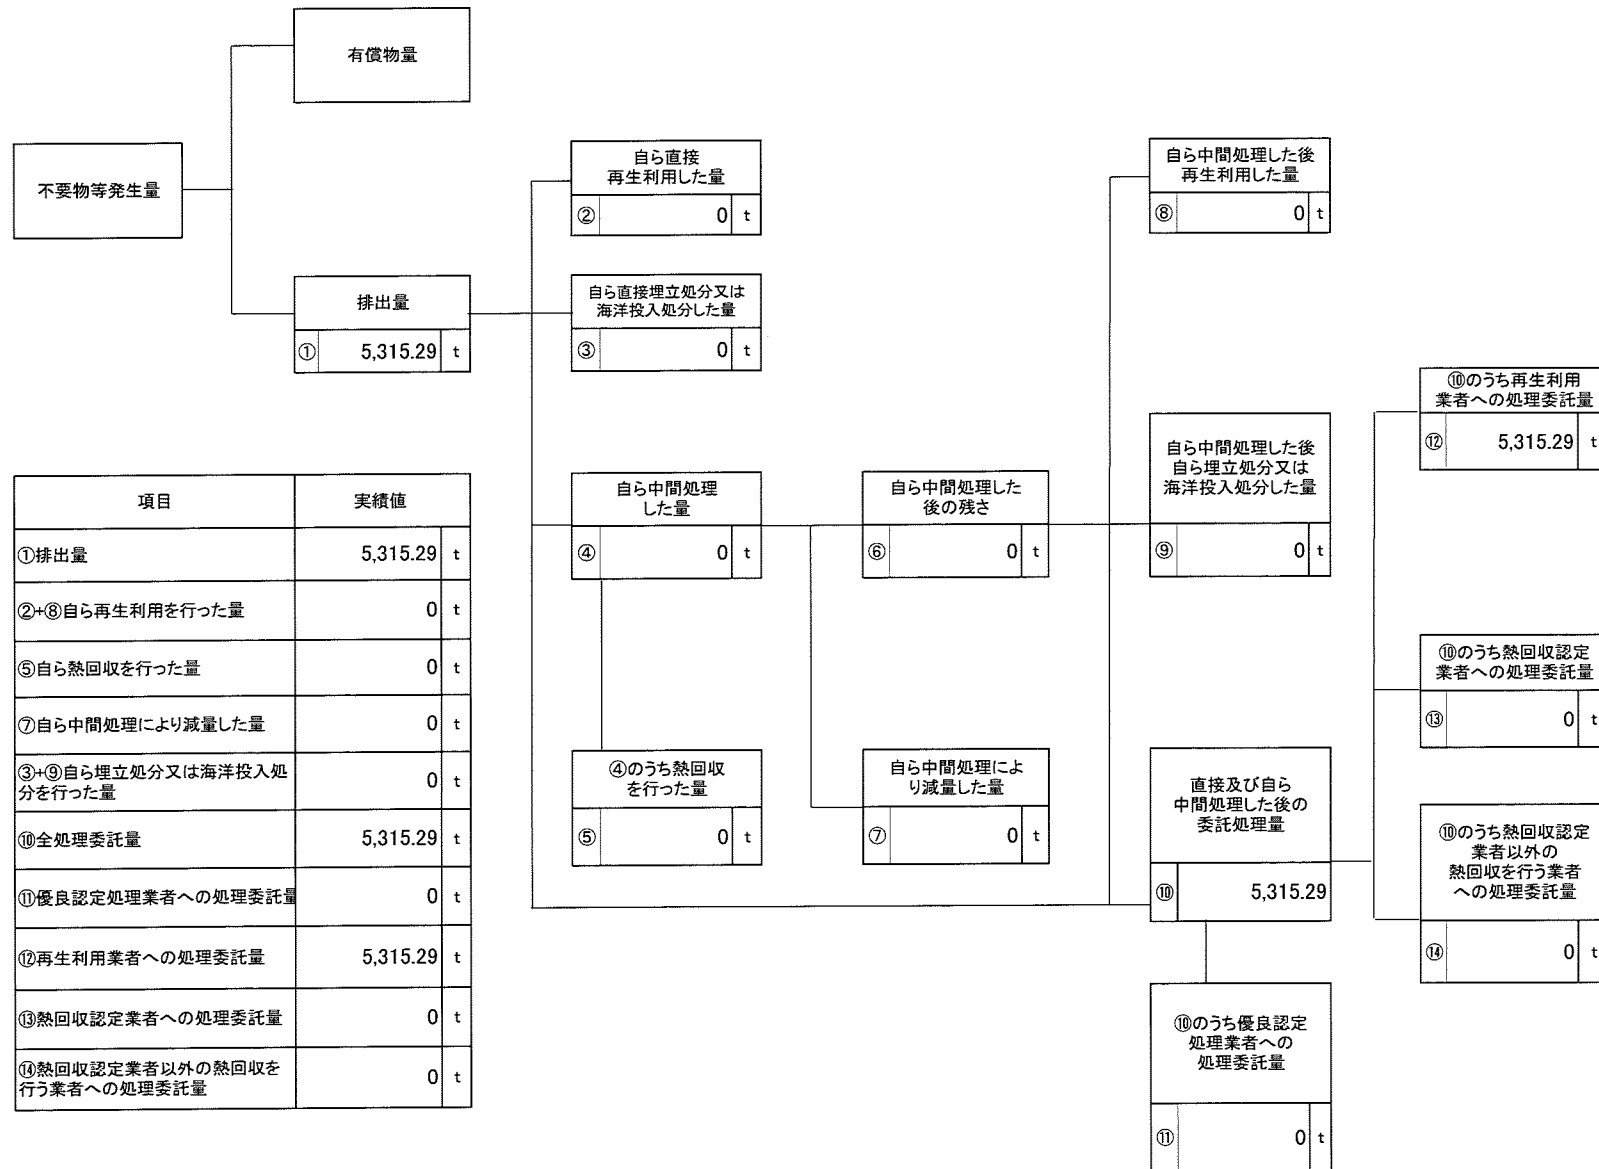 有償物量
不要物等発生量
排出量
① 5,315.29 t
自ら直接
再生利用した量
② 0 t
自ら直接埋立処分又は
海洋投入処分した量
③ 0 t
自ら中間処理
した量
④ 0 t
④のうち熱回収
を行った量
⑤ 0 t
自ら中間処理した
後の残さ
⑥ 0 t
自ら中間処理によ
り減量した量
⑦ 0 t
自ら中間処理した後
再生利用した量
⑧ 0 t
自ら中間処理した後
自ら埋立処分又は
海洋投入処分した量
⑨ 0 t
直接及び自ら
中間処理した後の
委託処理量
⑩ 5,315.29
⑩のうち優良認定
処理業者への
処理委託量
⑪ 0 t
⑩のうち再生利用
業者への処理委託量
⑫ 5,315.29 t
⑩のうち熱回収認定
業者への処理委託量
⑬ 0 t
⑩のうち熱回収認定
業者以外の
熱回収を行う業者
への処理委託量
⑭ 0 t
項目 実績値
①排出量 5,315.29 t
②+⑧自ら再生利用を行った量 0 t
⑤自ら熱回収を行った量 0 t
⑦自ら中間処理により減量した量 0 t
③+⑨自ら埋立処分又は海洋投入処
分を行った量 0 t
⑩全処理委託量 5,315.29 t
⑪優良認定処理業者への処理委託量 0 t
⑫再生利用業者への処理委託量 5,315.29 t
⑬熱回収認定業者への処理委託量 0 t
⑭熱回収認定業者以外の熱回収を
行う業者への処理委託量 0 t